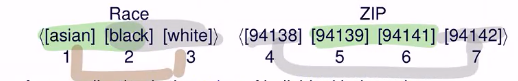 Race ZIP
⟨[asian] [black] [white]⟩ ⟨[94138] [94139] [94141] [94142]⟩
1 2 3 4 5 6 7